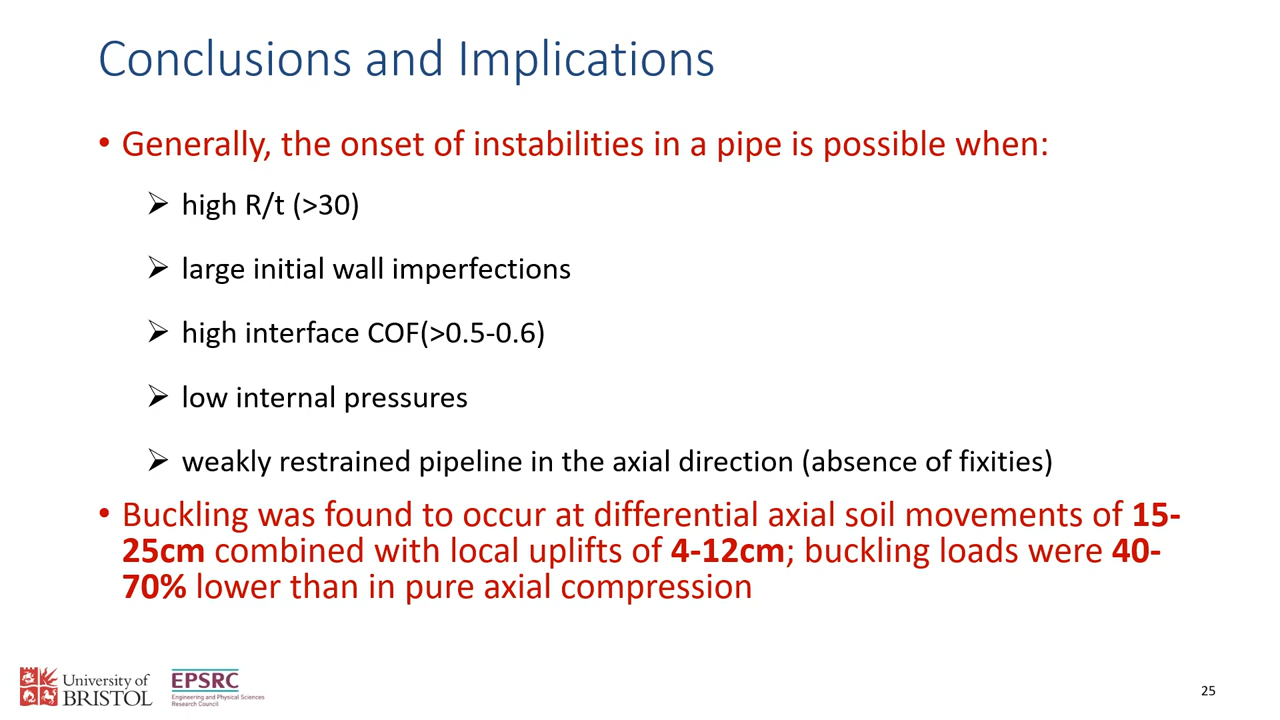 Conclusions and Implications
• Generally, the onset of instabilities in a pipe is possible when:
➢ high R/t (>30)
➢ large initial wall imperfections
➢ high interface COF(>0.5-0.6)
➢ low internal pressures
➢ weakly restrained pipeline in the axial direction (absence of fixities)
• Buckling was found to occur at differential axial soil movements of 15-
25cm combined with local uplifts of 4-12cm; buckling loads were 40-
70% lower than in pure axial compression
University of
BRISTOL
EPSRC
Engineering and Physical Sciences
Research Council
25